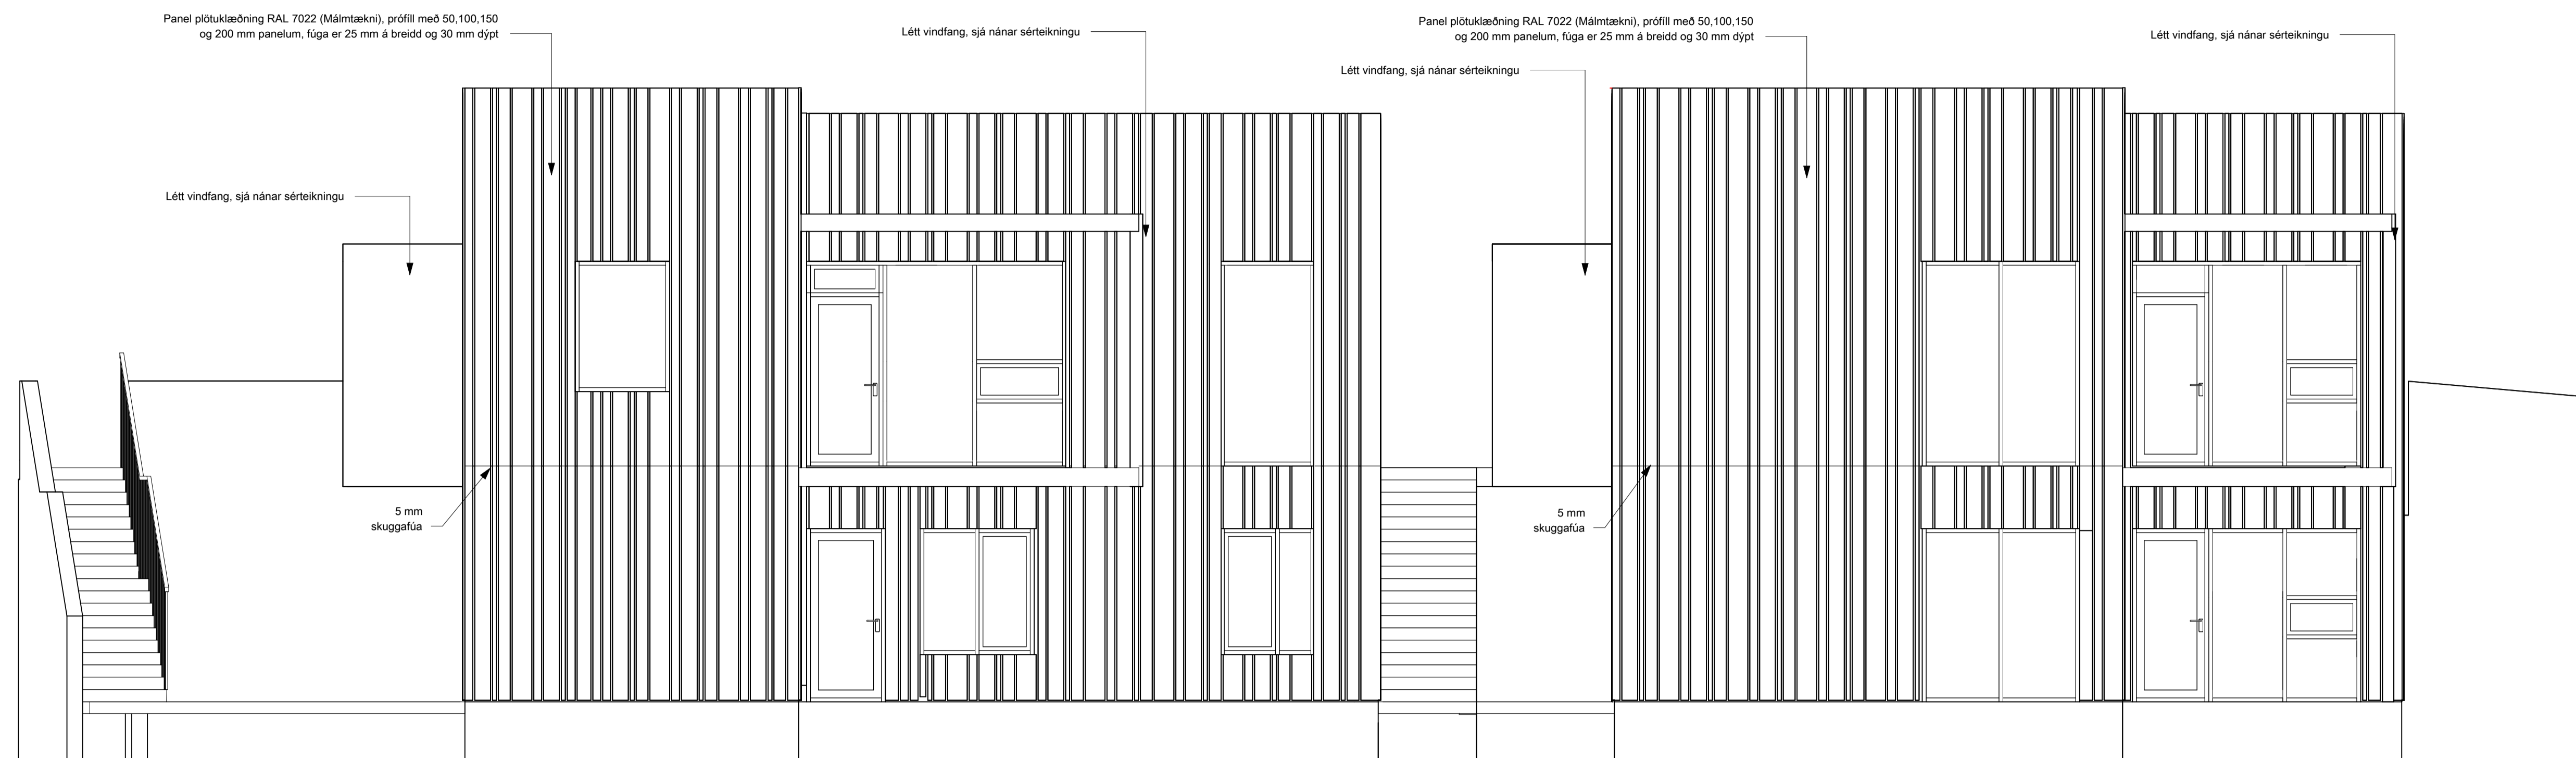 Panel plötuklæðning RAL 7022 (Málmtækni), prófíll með 50,100,150
og 200 mm panelum, fúga er 25 mm á breidd og 30 mm dýpt
Létt vindfang, sjá nánar sérteikningu
Létt vindfang, sjá nánar sérteikningu
5 mm
skuggafúa
Panel plötuklæðning RAL 7022 (Málmtækni), prófíll með 50,100,150
og 200 mm panelum, fúga er 25 mm á breidd og 30 mm dýpt
Létt vindfang, sjá nánar sérteikningu
Létt vindfang, sjá nánar sérteikningu
5 mm
skuggafúa